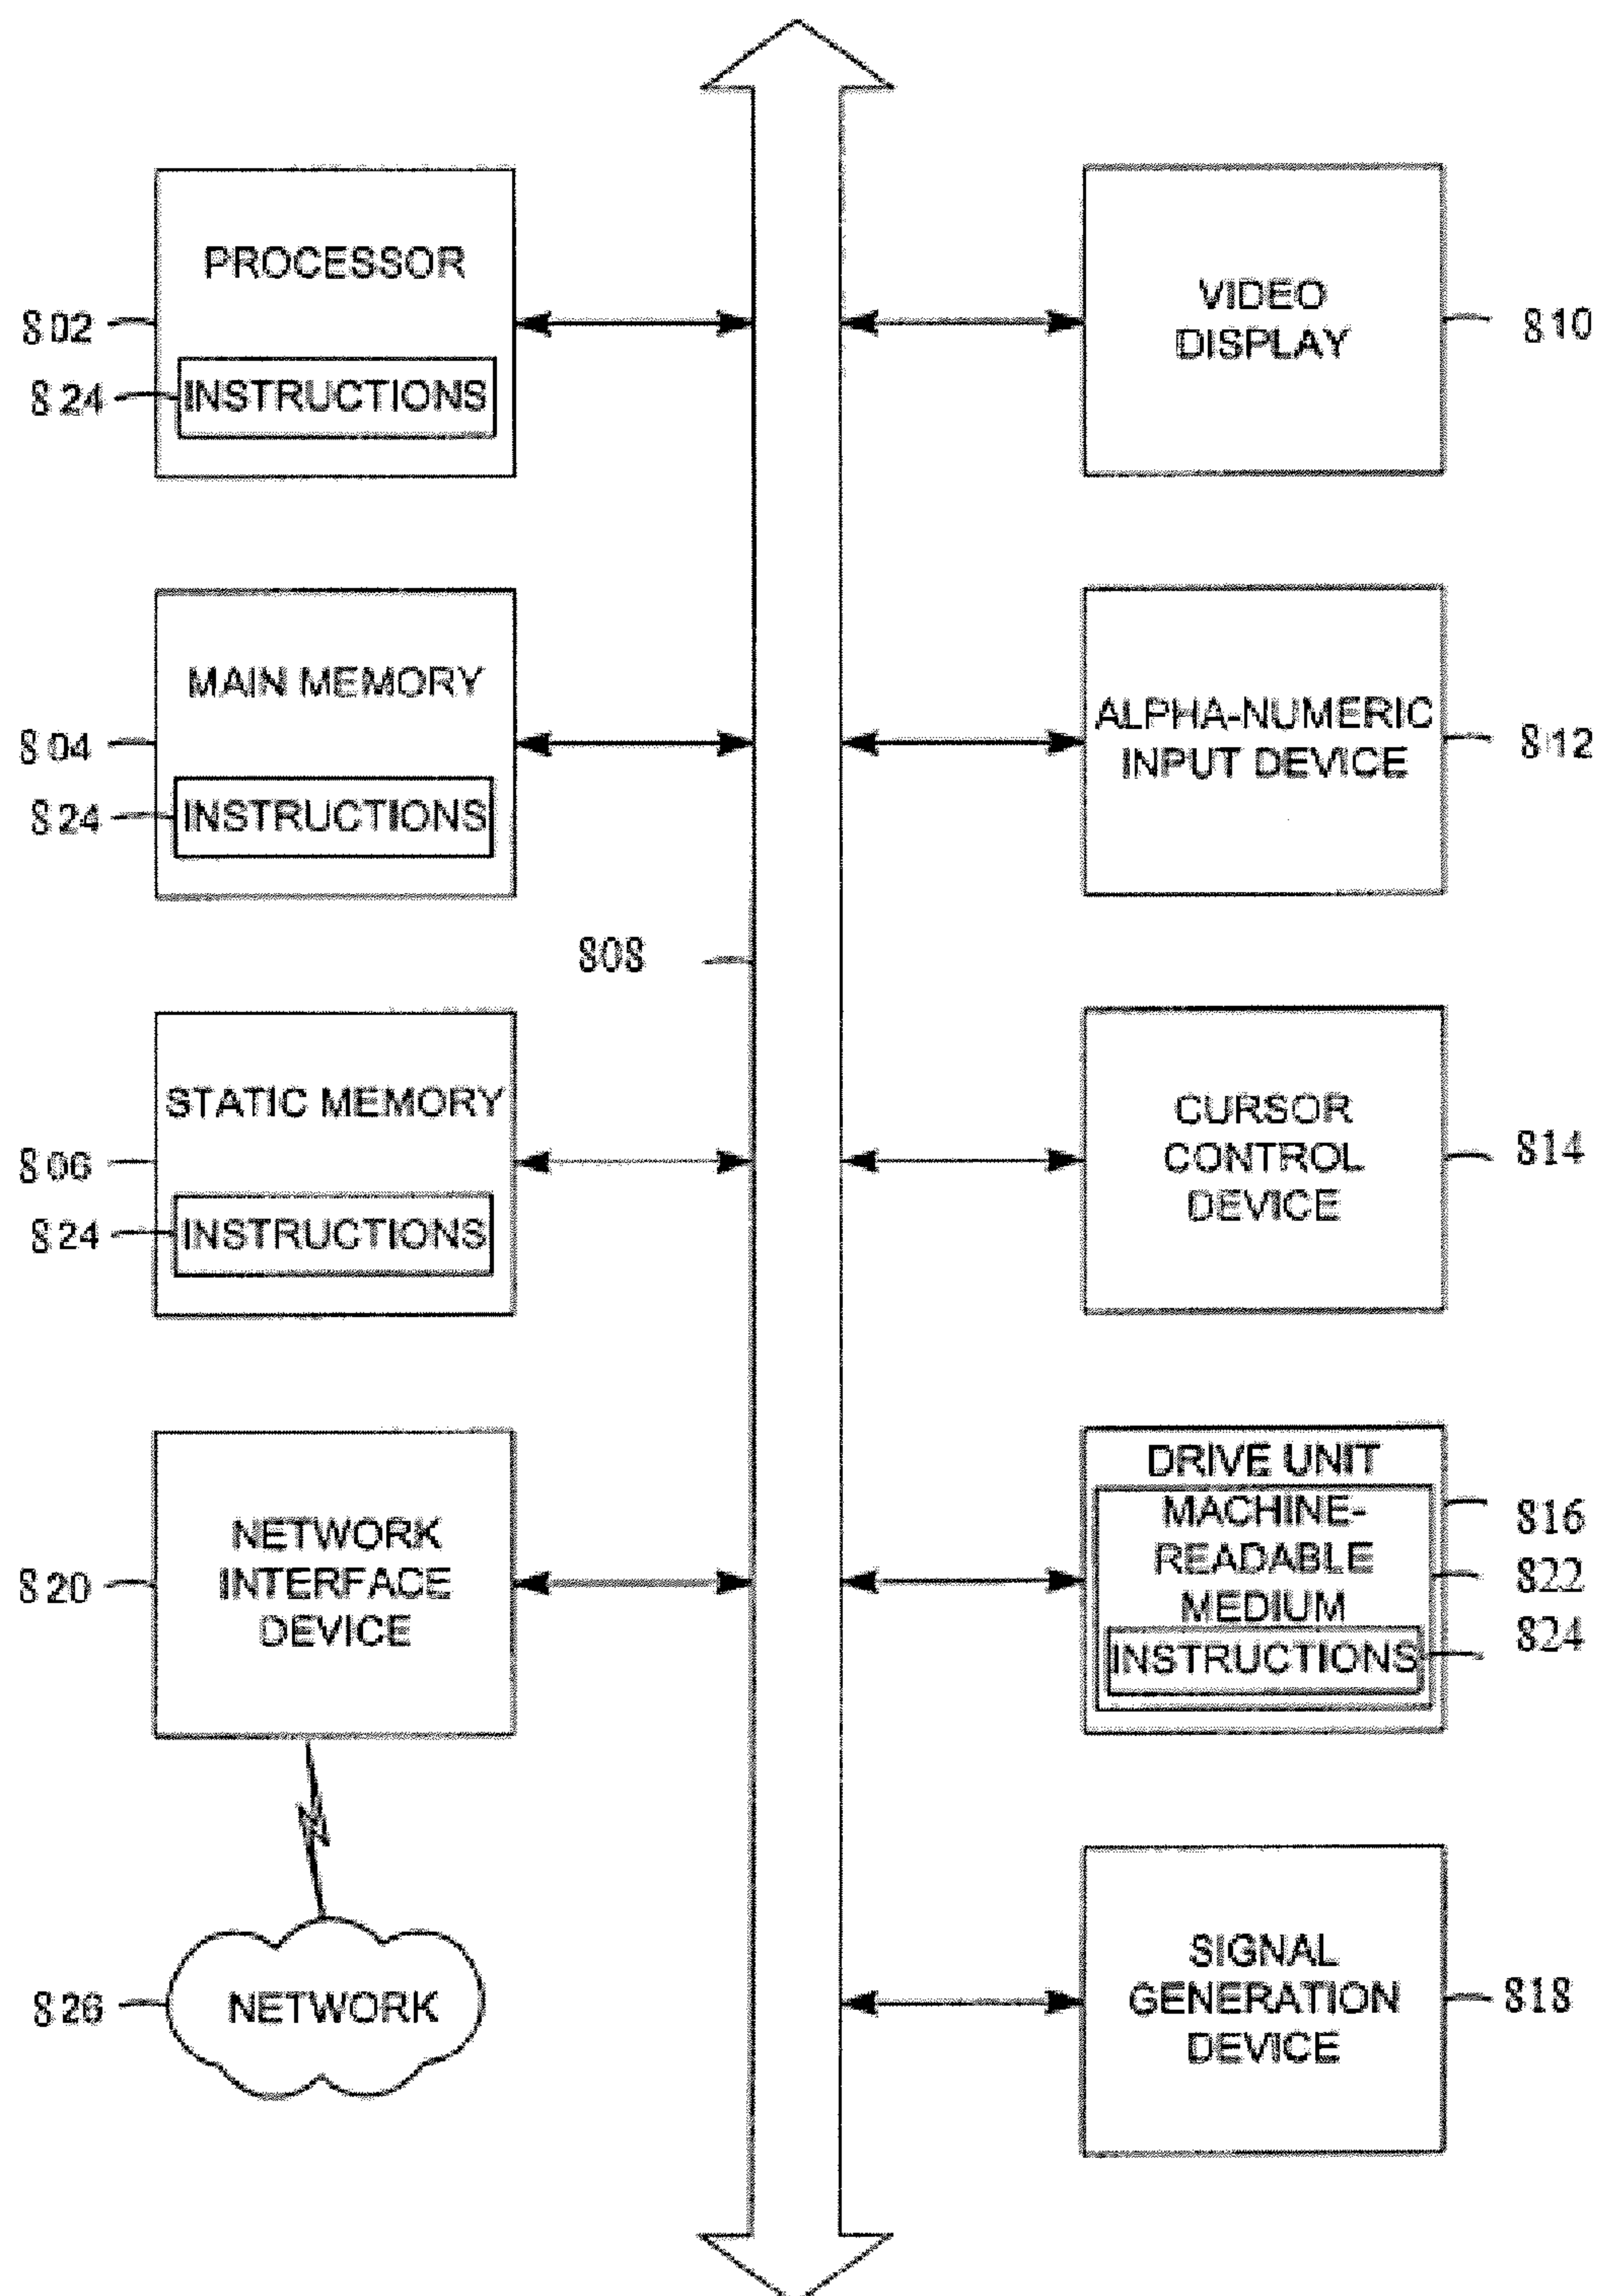 PROCESSOR
802
824
INSTRUCTIONS
MAIN MEMORY
804
824
INSTRUCTIONS
808
STATIC MEMORY
806
824
INSTRUCTIONS
NETWORK
INTERFACE
DEVICE
820
NETWORK
826
VIDEO
DISPLAY
810
ALPHA-NUMERIC
INPUT DEVICE
812
CURSOR
CONTROL
DEVICE
814
DRIVE UNIT
MACHINE-
READABLE
MEDIUM
INSTRUCTIONS
816
822
824
SIGNAL
GENERATION
DEVICE
818